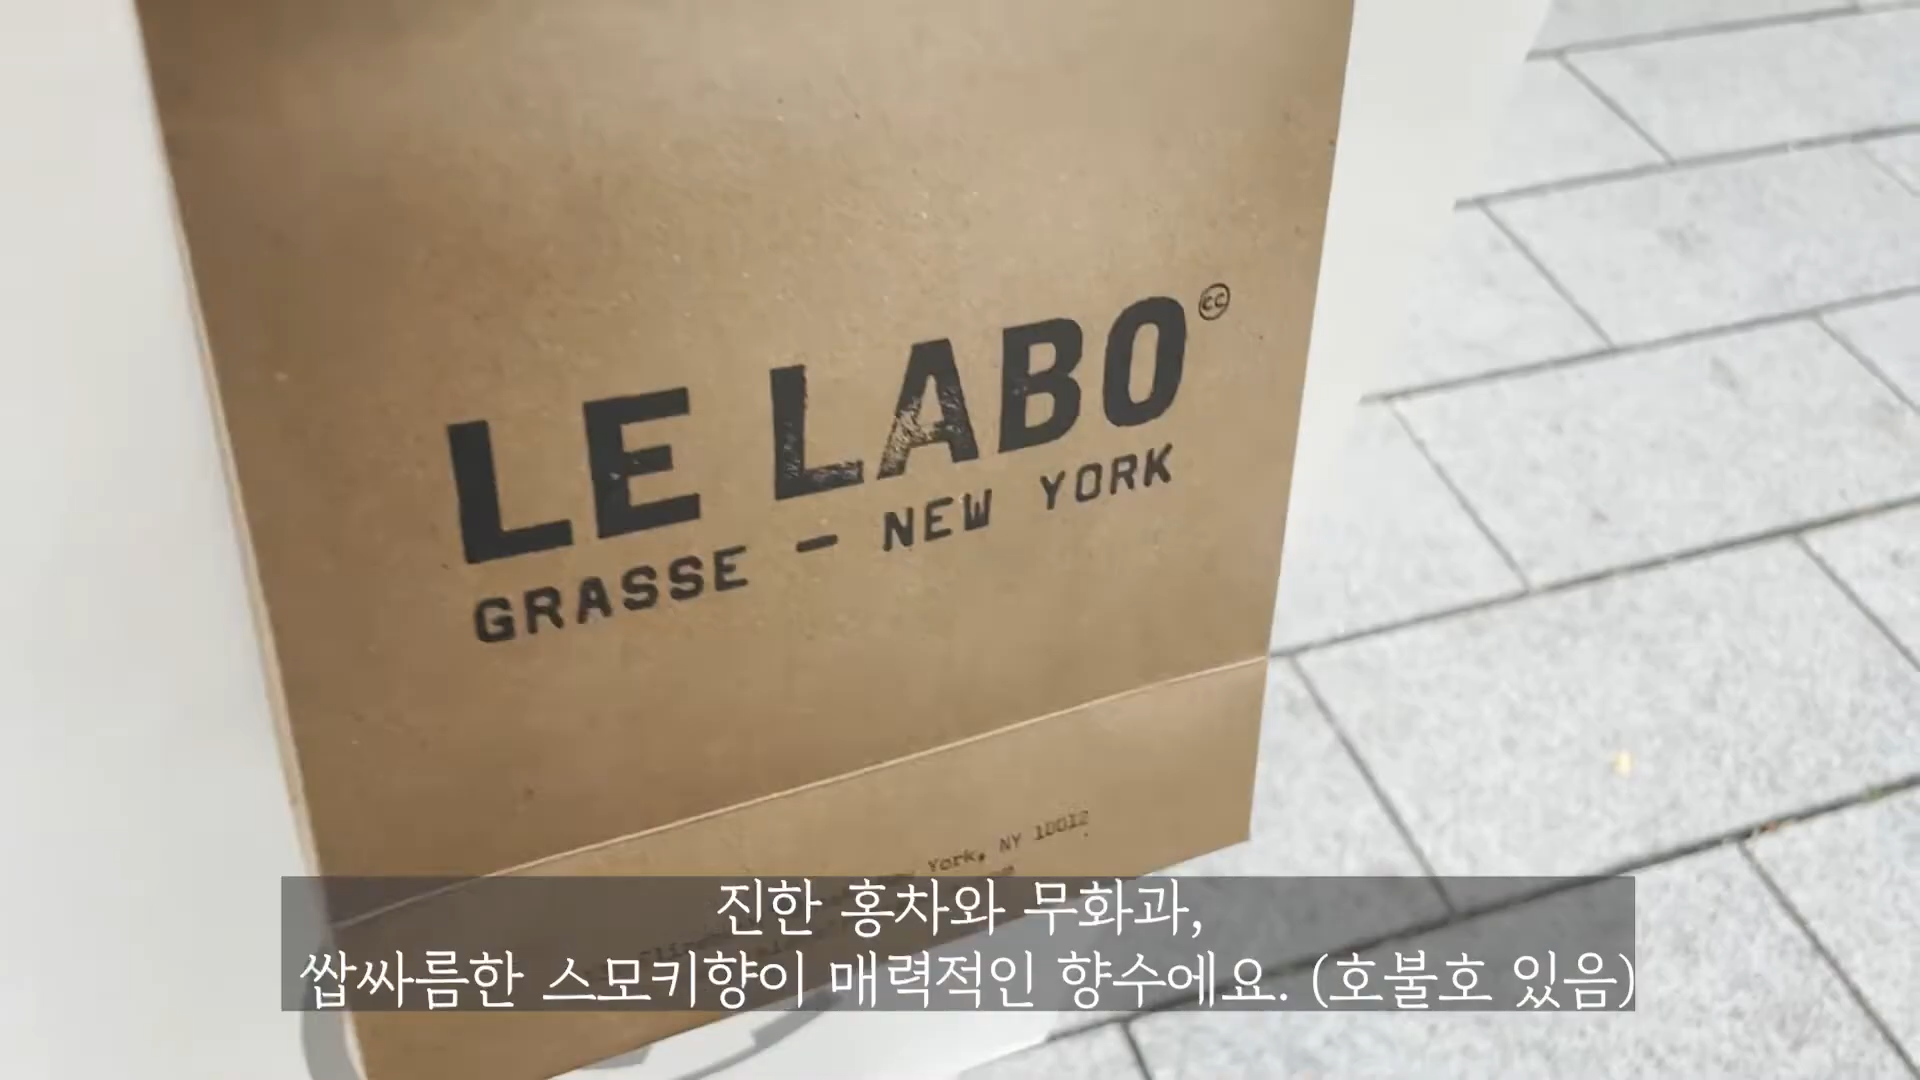 LE LABO
GRASSE — NEW YORK
York, NY 10012
진한 홍차와 무화과,
쌉싸름한 스모키향이 매력적인 향수에요. (호불호 있음)